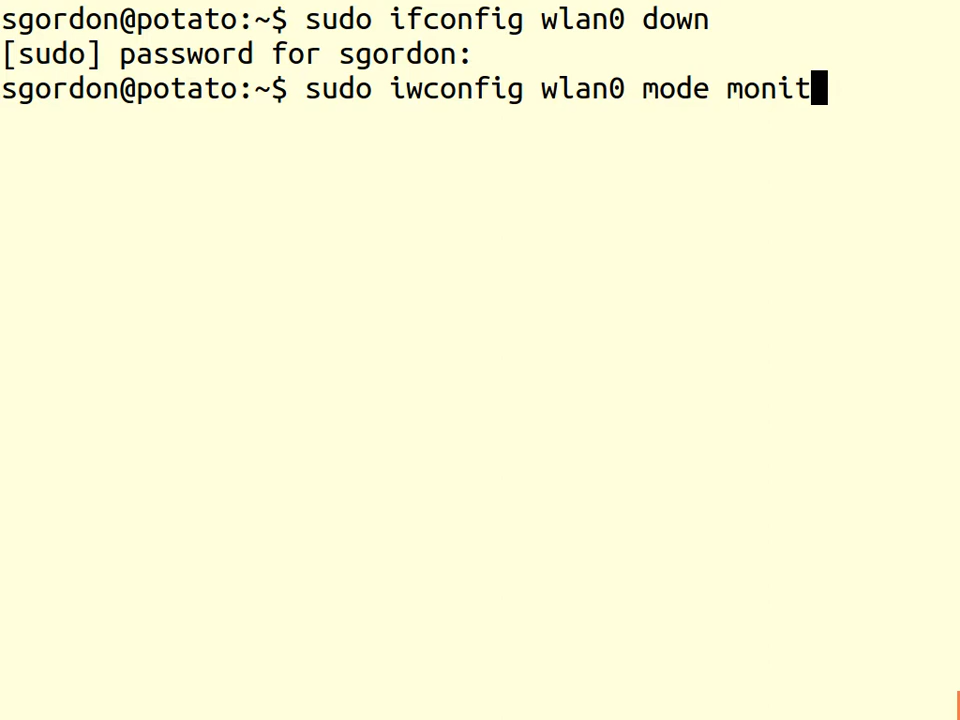 sgordon@potato:~$ sudo ifconfig wlan0 down
[sudo] password for sgordon:
sgordon@potato:~$ sudo iwconfig wlan0 mode monit